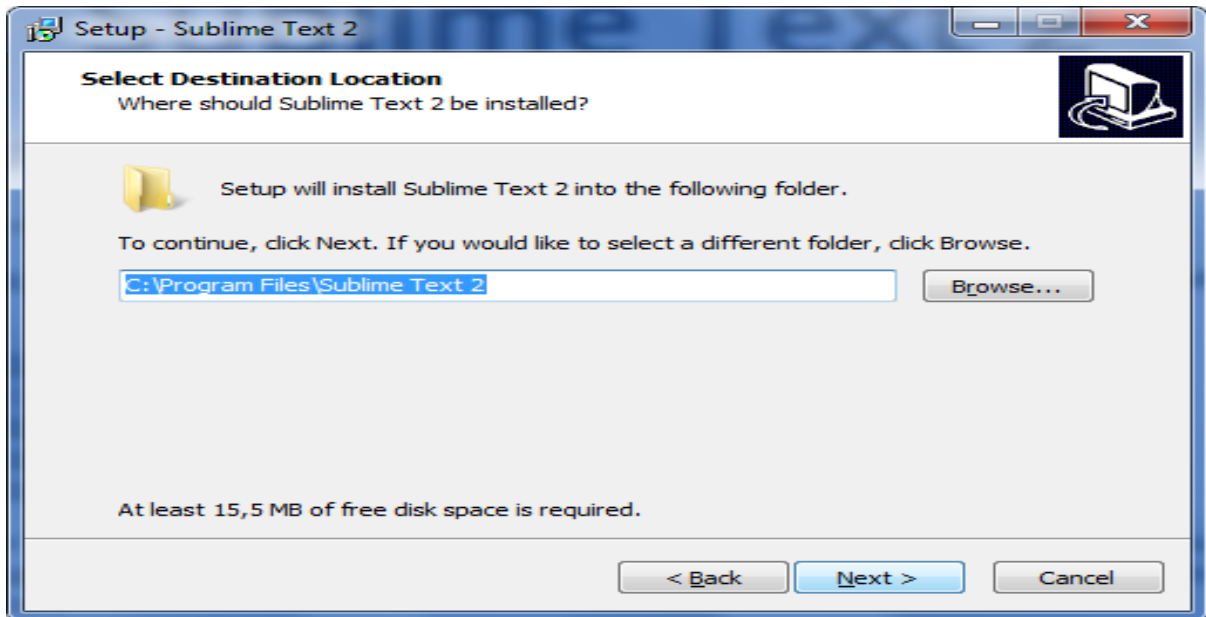 Setup - Sublime Text 2
Select Destination Location
Where should Sublime Text 2 be installed?
Setup will install Sublime Text 2 into the following folder.
To continue, click Next. If you would like to select a different folder, click Browse.
C:\Program Files\Sublime Text 2
Browse...
At least 15,5 MB of free disk space is required.
< Back
Next >
Cancel